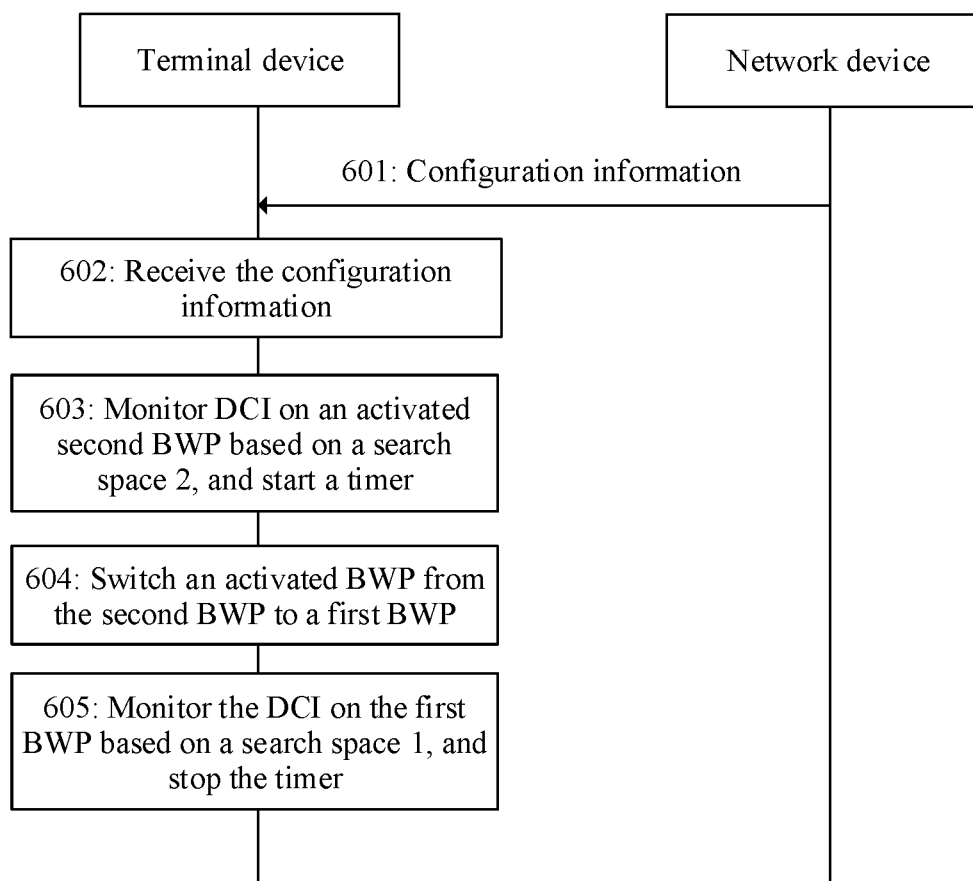 Terminal device
Network device
601: Configuration information
602: Receive the configuration
information
603: Monitor DCI on an activated
second BWP based on a search
space 2, and start a timer
604: Switch an activated BWP from
the second BWP to a first BWP
605: Monitor the DCI on the first
BWP based on a search space 1, and
stop the timer